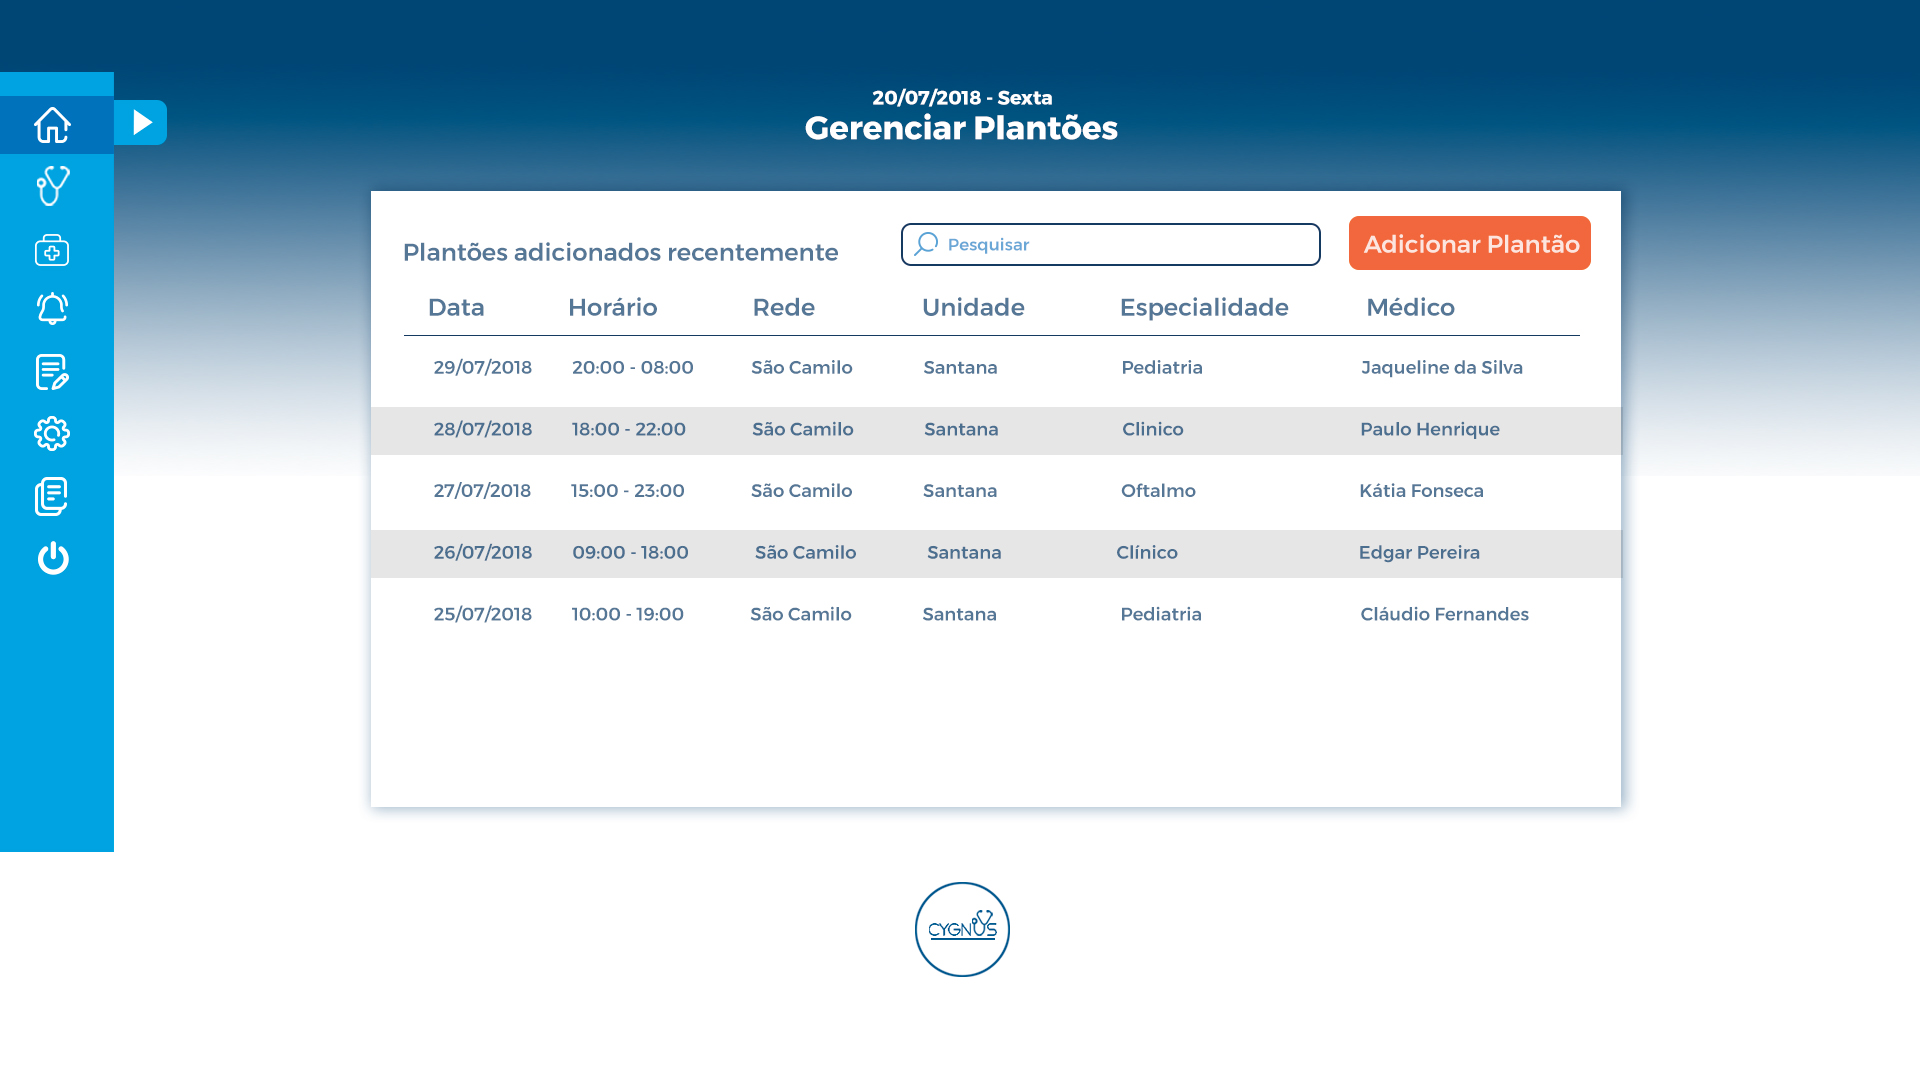 20/07/2018 - Sexta
Gerenciar Plantões
Plantões adicionados recentemente
Pesquisar
Adicionar Plantão
Data Horário Rede Unidade Especialidade Médico
29/07/2018 20:00 - 08:00 São Camilo Santana Pediatria Jaqueline da Silva
28/07/2018 18:00 - 22:00 São Camilo Santana Clinico Paulo Henrique
27/07/2018 15:00 - 23:00 São Camilo Santana Oftalmo Kátia Fonseca
26/07/2018 09:00 - 18:00 São Camilo Santana Clínico Edgar Pereira
25/07/2018 10:00 - 19:00 São Camilo Santana Pediatria Cláudio Fernandes
CYGNUS